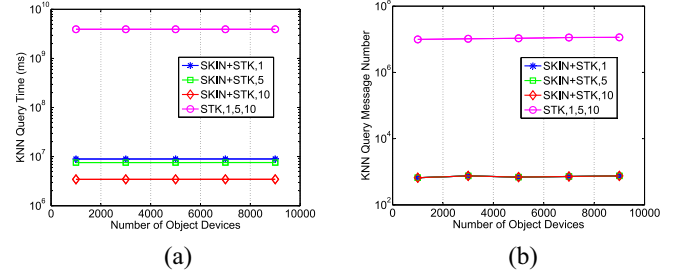 10^10
10^9
10^8
10^7
10^6
KNN Query Time (ms)
SKIN+STK,1
SKIN+STK,5
SKIN+STK,10
STK,1,5,10
0 2000 4000 6000 8000 10000
Number of Object Devices
(a)
10^8
10^6
10^4
10^2
KNN Query Message Number
SKIN+STK,1
SKIN+STK,5
SKIN+STK,10
STK,1,5,10
0 2000 4000 6000 8000 10000
Number of Object Devices
(b)